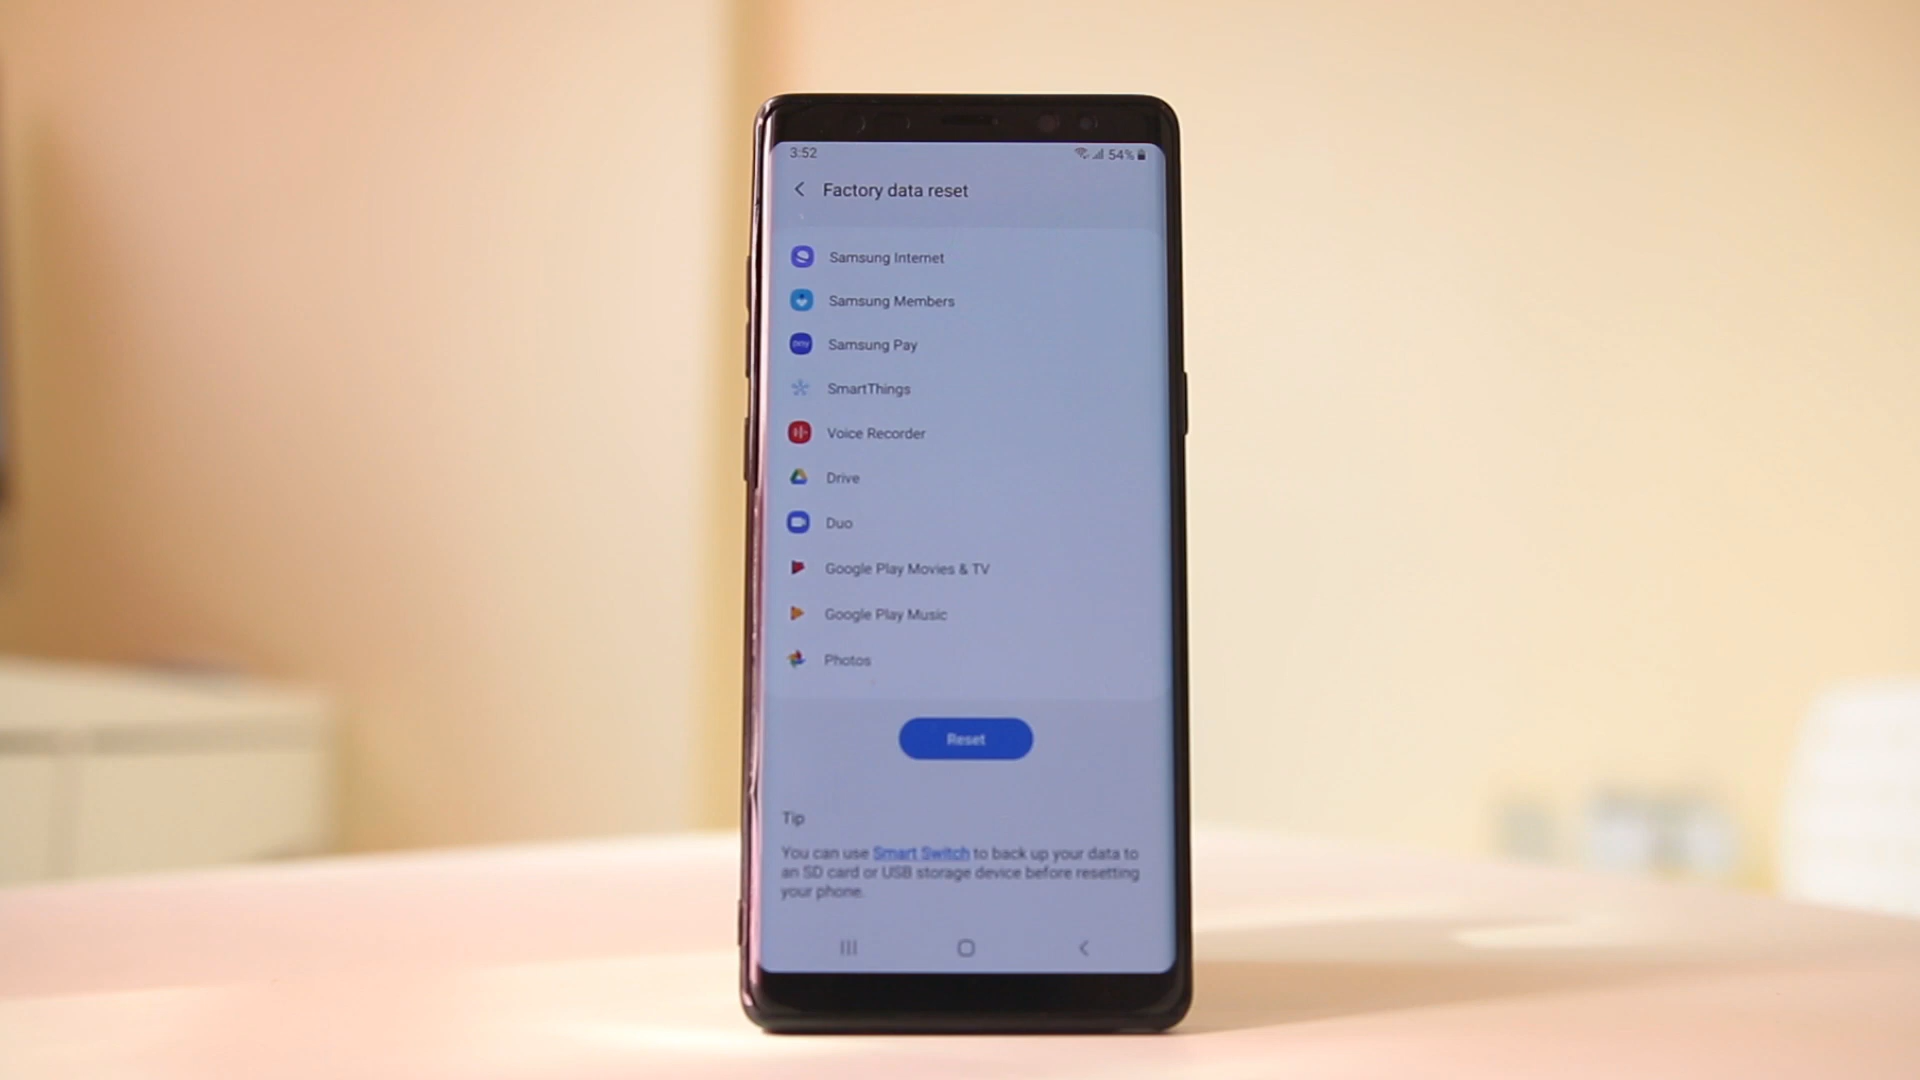 3:52
54%
Factory data reset
Samsung Internet
Samsung Members
Samsung Pay
SmartThings
Voice Recorder
Drive
Duo
Google Play Movies & TV
Google Play Music
Photos
Reset
Tip
You can use Smart Switch to back up your data to
an SD card or USB storage device before resetting
your phone.